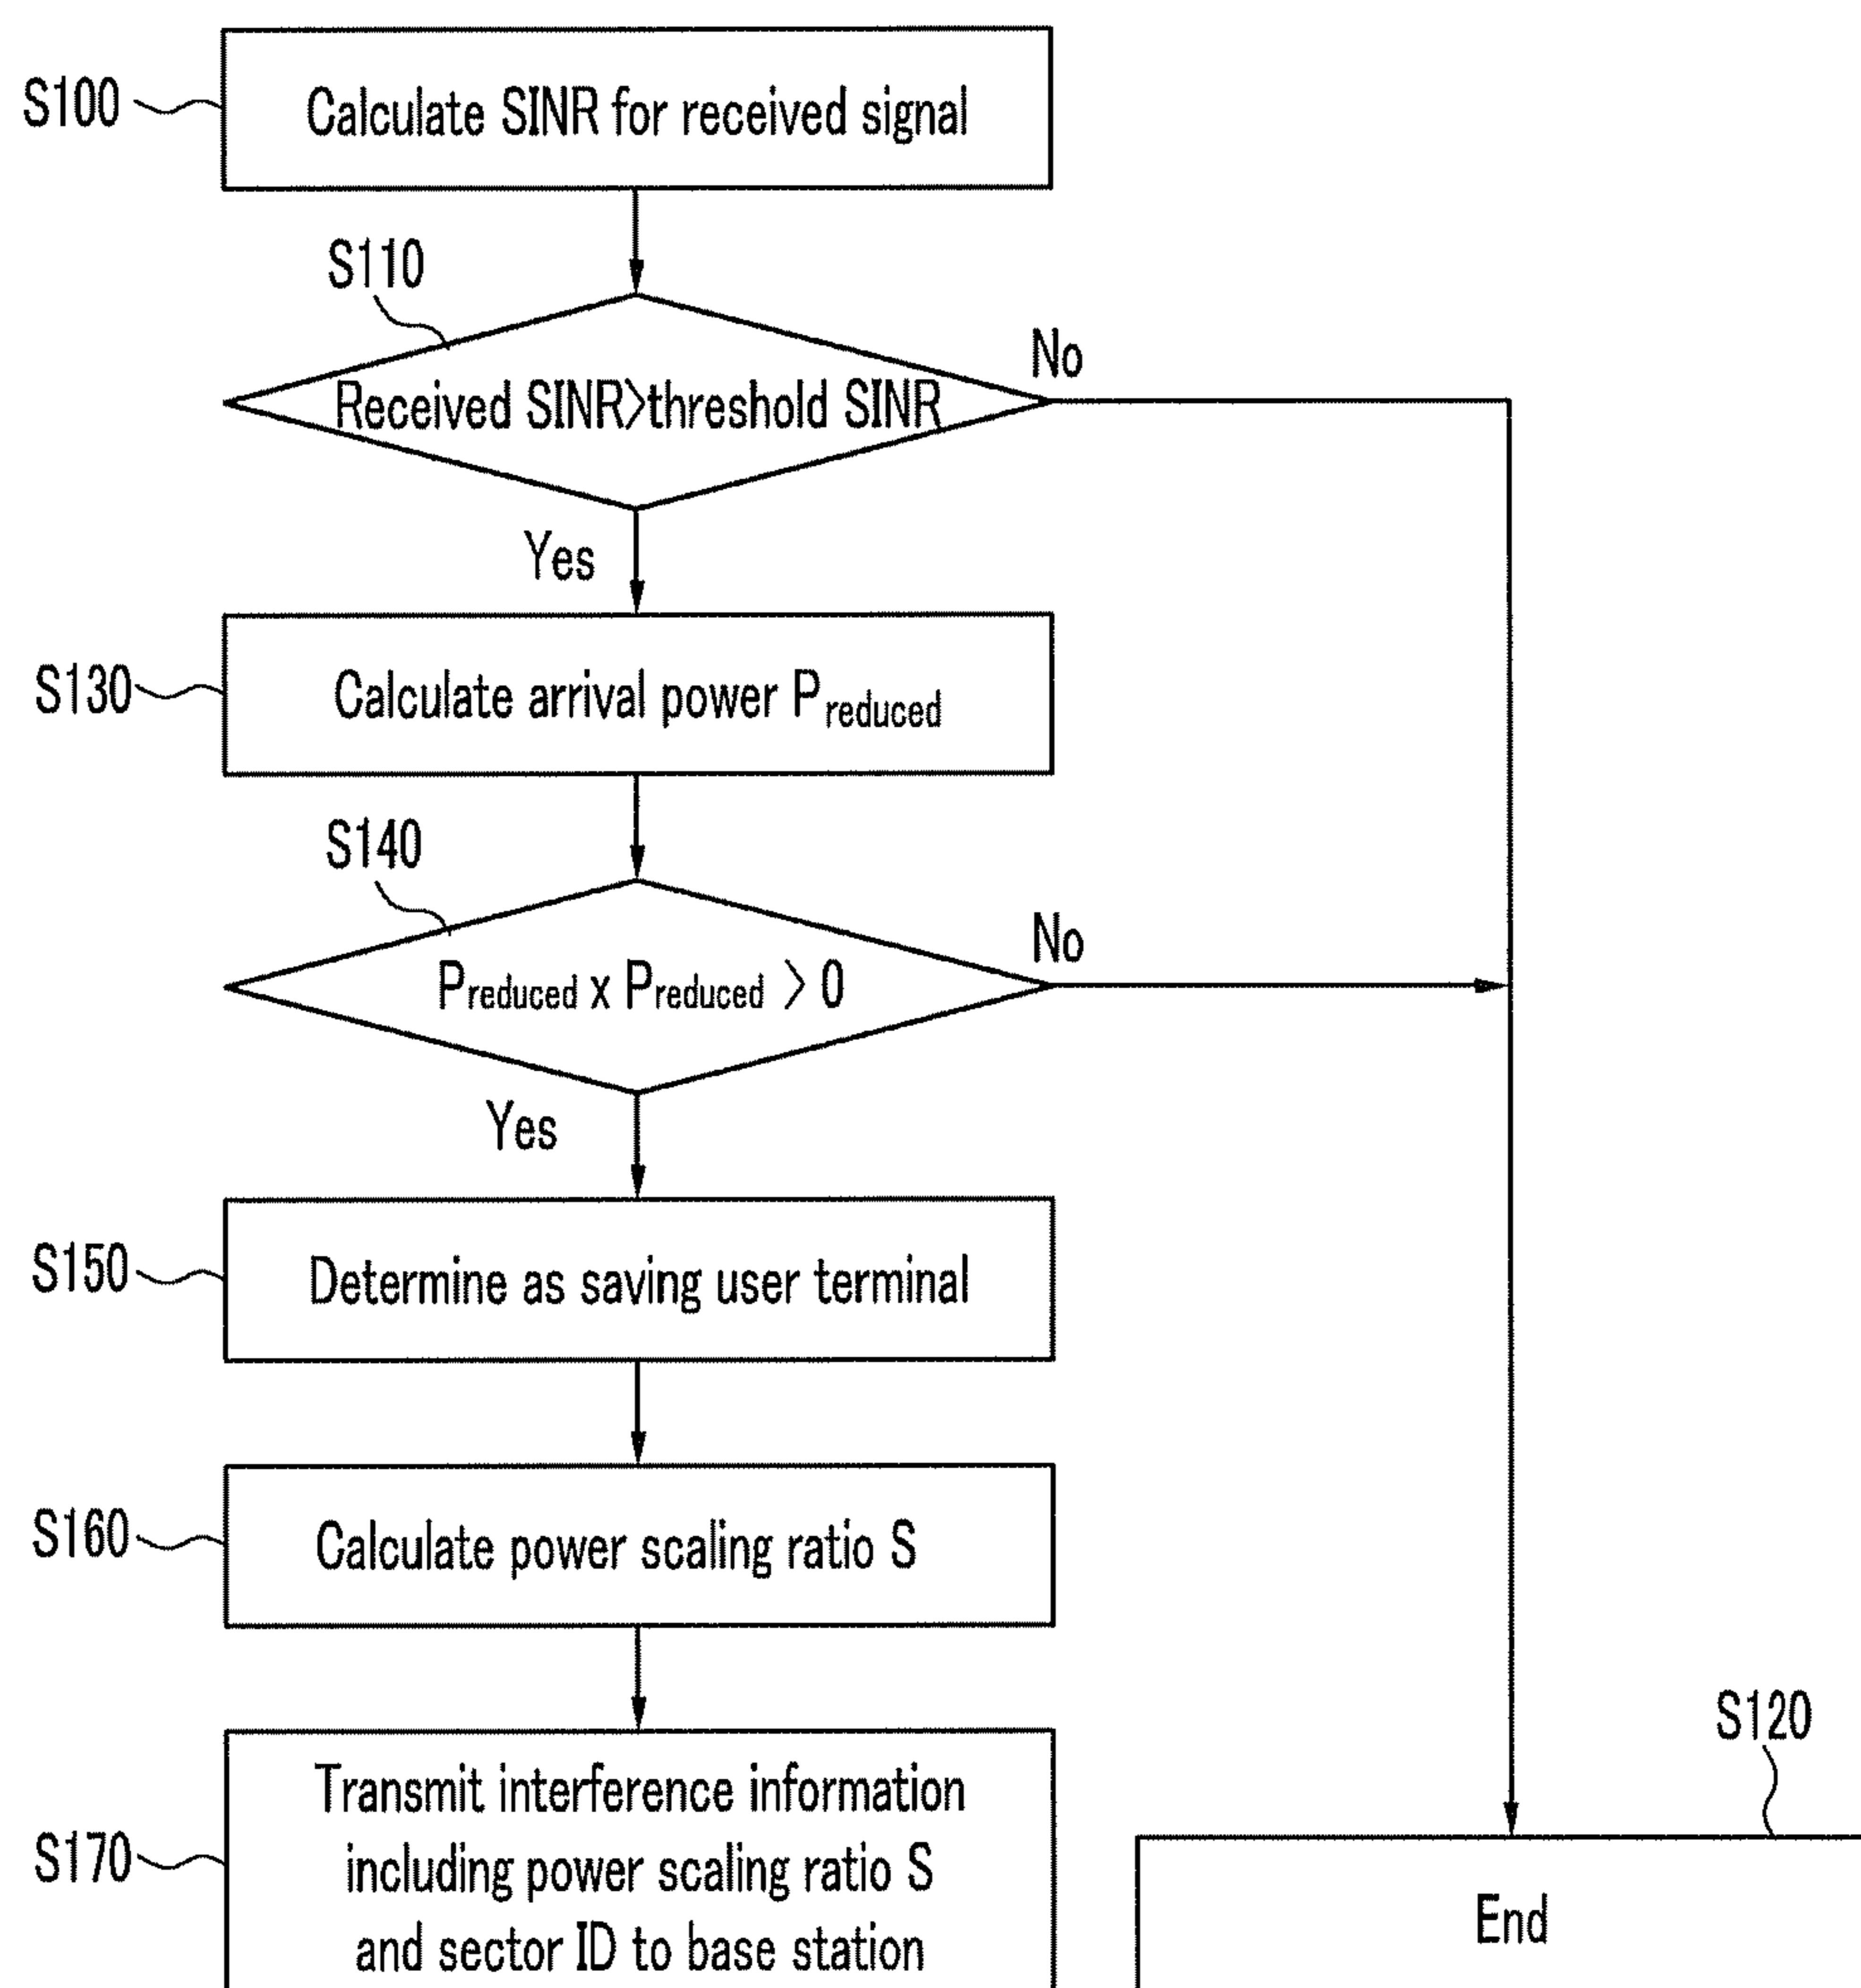 S100
Calculate SINR for received signal
S110
No
Received SINR>threshold SINR
Yes
S130
Calculate arrival power Preduced
S140
No
Preduced x Preduced > 0
Yes
S150
Determine as saving user terminal
S160
Calculate power scaling ratio S
S120
S170
Transmit interference information
including power scaling ratio S
and sector ID to base station
End